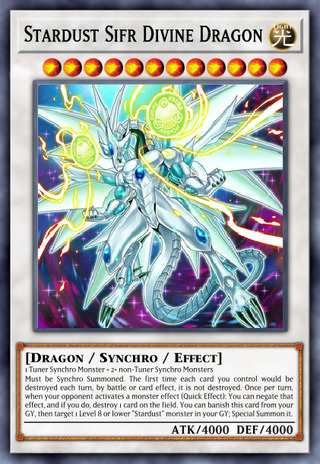 Stardust Sifr Divine Dragon
LIGHT
光
[Dragon / Synchro / Effect]
1 Tuner Synchro Monster + 2+ non-Tuner Synchro Monsters
Must be Synchro Summoned. The first time each card you control would be
destroyed each turn, by battle or card effect, it is not destroyed. Once per turn,
when your opponent activates a monster effect (Quick Effect): You can negate that
effect, and if you do, destroy 1 card on the field. You can banish this card from your
GY, then target 1 Level 8 or lower "Stardust" monster in your GY; Special Summon it.
ATK/4000 DEF/4000